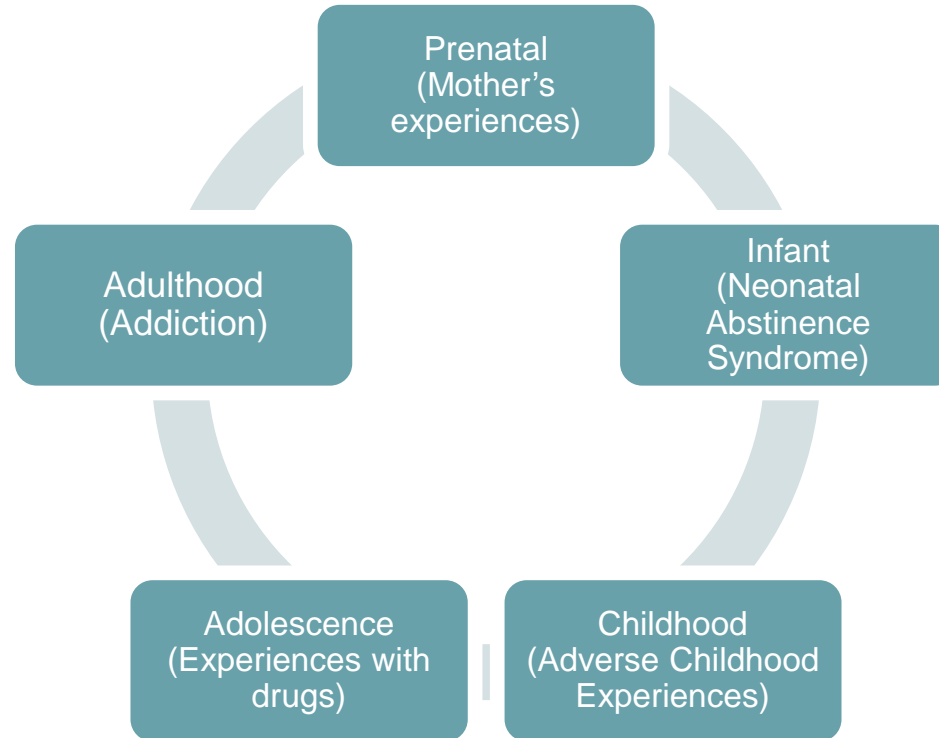 Prenatal
(Mother’s
experiences)
Infant
(Neonatal
Abstinence
Syndrome)
Childhood
(Adverse Childhood
Experiences)
Adolescence
(Experiences with
drugs)
Adulthood
(Addiction)